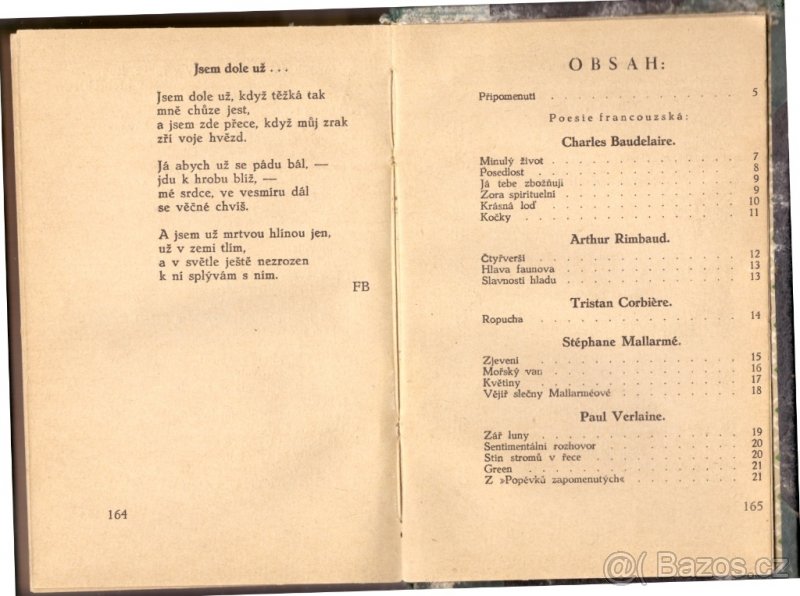 Jsem dole už . . .
Jsem dole už, když těžká tak
mně chůze jest,
a jsem zde přece, když můj zrak
zří voje hvězd.
Já abych už se pádu bál, —
jdu k hrobu blíž, —
mé srdce, ve vesmíru dál
se věčné chvíš.
A jsem už mrtvou hlínou jen,
už v zemi tlím,
a v světle ještě nezrozen
k ní splývám s ním.
FB
164
OBSAH:
Připomenutí . . . . . . . . . . . . 5
Poesie francouzská:
Charles Baudelaire.
Minulý život . . . . . . . . . . . . 7
Posedlost . . . . . . . . . . . . 8
Já tebe zbožňuji . . . . . . . . . . . . 9
Zora spirituelní . . . . . . . . . . . . 9
Krásná loď . . . . . . . . . . . . 10
Kočky . . . . . . . . . . . . 11
Arthur Rimbaud.
Čtyřverší . . . . . . . . . . . . 12
Hlava faunova . . . . . . . . . . . . 13
Slavnosti hladu . . . . . . . . . . . . 13
Tristan Corbière.
Ropucha . . . . . . . . . . . . 14
Stéphane Mallarmé.
Zjevení . . . . . . . . . . . . 15
Mořský van . . . . . . . . . . . . 16
Květiny . . . . . . . . . . . . 17
Vějíř slečny Mallarméové . . . . . . . . 18
Paul Verlaine.
Zář luny . . . . . . . . . . . . 19
Sentimentální rozhovor . . . . . . . . . 20
Stín stromů v řece . . . . . . . . . . 20
Green . . . . . . . . . . . . 21
Z »Popěvků zapomenutých« . . . . . . . . 21
165
@ Bazos.cz